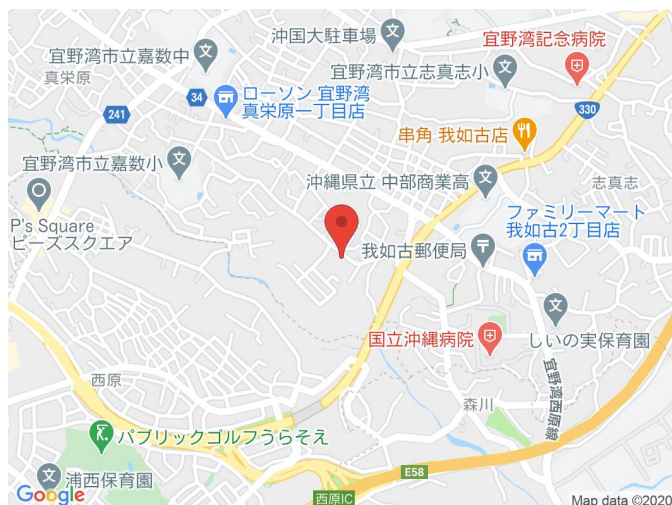 沖国大駐車場
宜野湾記念病院
宜野湾市立嘉数中
真栄原
宜野湾市立志真志小
34
ローソン 宜野湾
真栄原一丁目店
241
330
串角 我如古店
宜野湾市立嘉数小
沖縄県立 中部商業高
志真志
P's Square
ピーズスクエア
ファミリーマート
我如古2丁目店
我如古郵便局
国立沖縄病院
しいの実保育園
宜野湾西原線
西原
森川
パブリックゴルフうらそえ
E58
浦西保育園
西原IC
Google
Map data ©2020